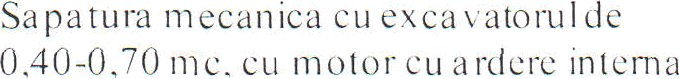 Sapatura mecanica cu excavatorul de
0,40-0,70 mc, cu motor cu ardere interna